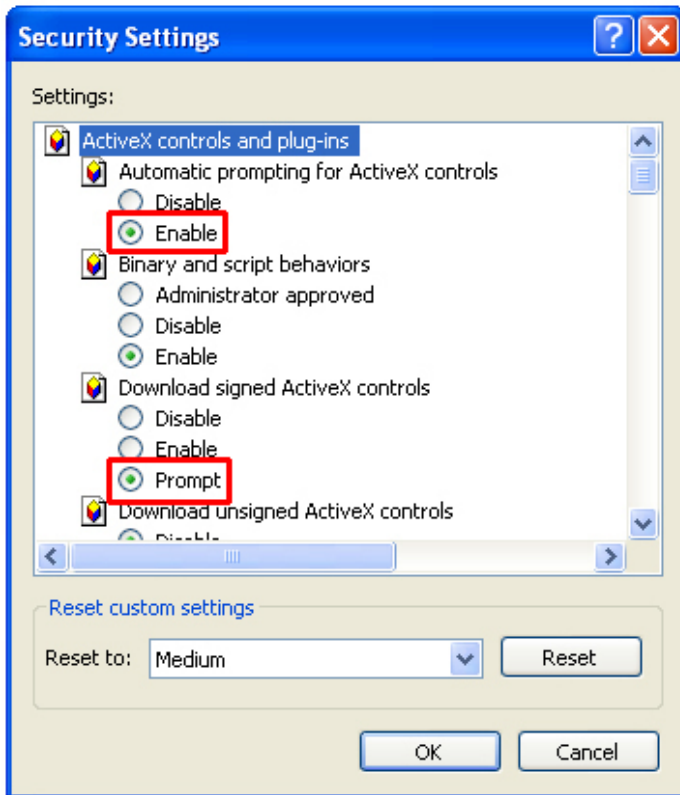 Security Settings
Settings:
ActiveX controls and plug-ins
Automatic prompting for ActiveX controls
Disable
Enable
Binary and script behaviors
Administrator approved
Disable
Enable
Download signed ActiveX controls
Disable
Enable
Prompt
Download unsigned ActiveX controls
Disable
Reset custom settings
Reset to: Medium Reset
OK Cancel